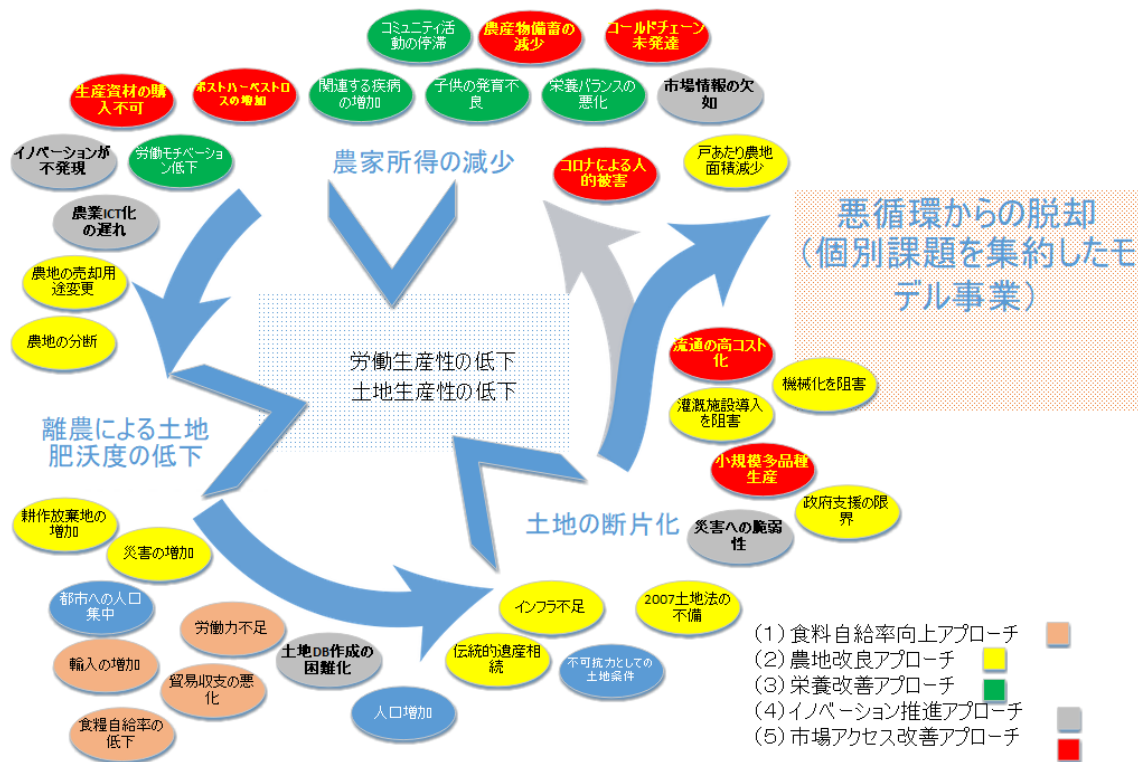 コミュニティ活
動の停滞
農産物備蓄の
減少
コールドチェーン
未発達
生産資材の購
入不可
ポストハーベストロ
スの増加
関連する疾病
の増加
子供の発育不
良
栄養バランスの
悪化
市場情報の欠
如
イノベーションが
不発現
労働モチベーショ
ン低下
農家所得の減少
コロナによる人
的被害
戸あたり農地
面積減少
農業ICT化
の遅れ
悪循環からの脱却
（個別課題を集約したモ
デル事業）
農地の売却用
途変更
農地の分断
労働生産性の低下
土地生産性の低下
流通の高コスト
化
機械化を阻害
灌漑施設導入
を阻害
離農による土地
肥沃度の低下
小規模多品種
生産
政府支援の限
界
耕作放棄地の
増加
災害の増加
土地の断片化
災害への脆弱
性
都市への人口
集中
労働力不足
インフラ不足
2007土地法の
不備
輸入の増加
貿易収支の悪
化
土地DB作成の
困難化
伝統的遺産相
続
不可抗力としての
土地条件
食糧自給率の
低下
人口増加
（1）食料自給率向上アプローチ
（2）農地改良アプローチ
（3）栄養改善アプローチ
（4）イノベーション推進アプローチ
（5）市場アクセス改善アプローチ